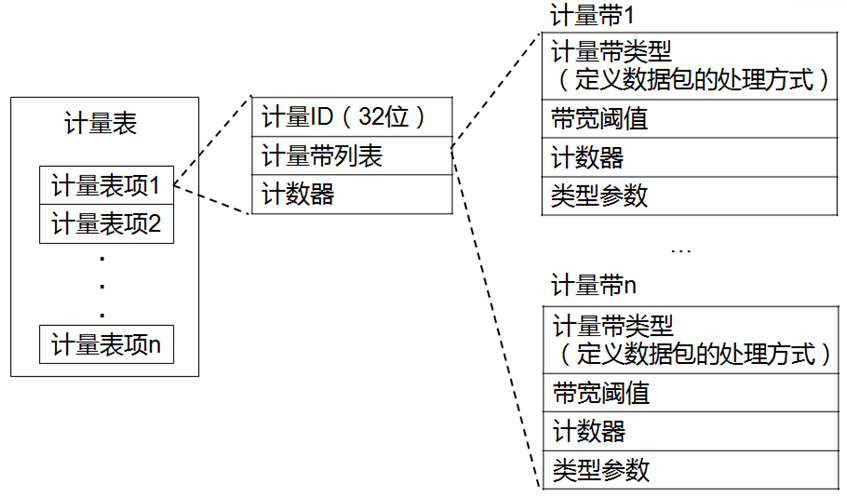 计量表
计量表项1
计量表项2
.
.
.
计量表项n
计量ID（32位）
计量带列表
计数器
计量带1
计量带类型
（定义数据包的处理方式）
带宽阈值
计数器
类型参数
...
计量带n
计量带类型
（定义数据包的处理方式）
带宽阈值
计数器
类型参数